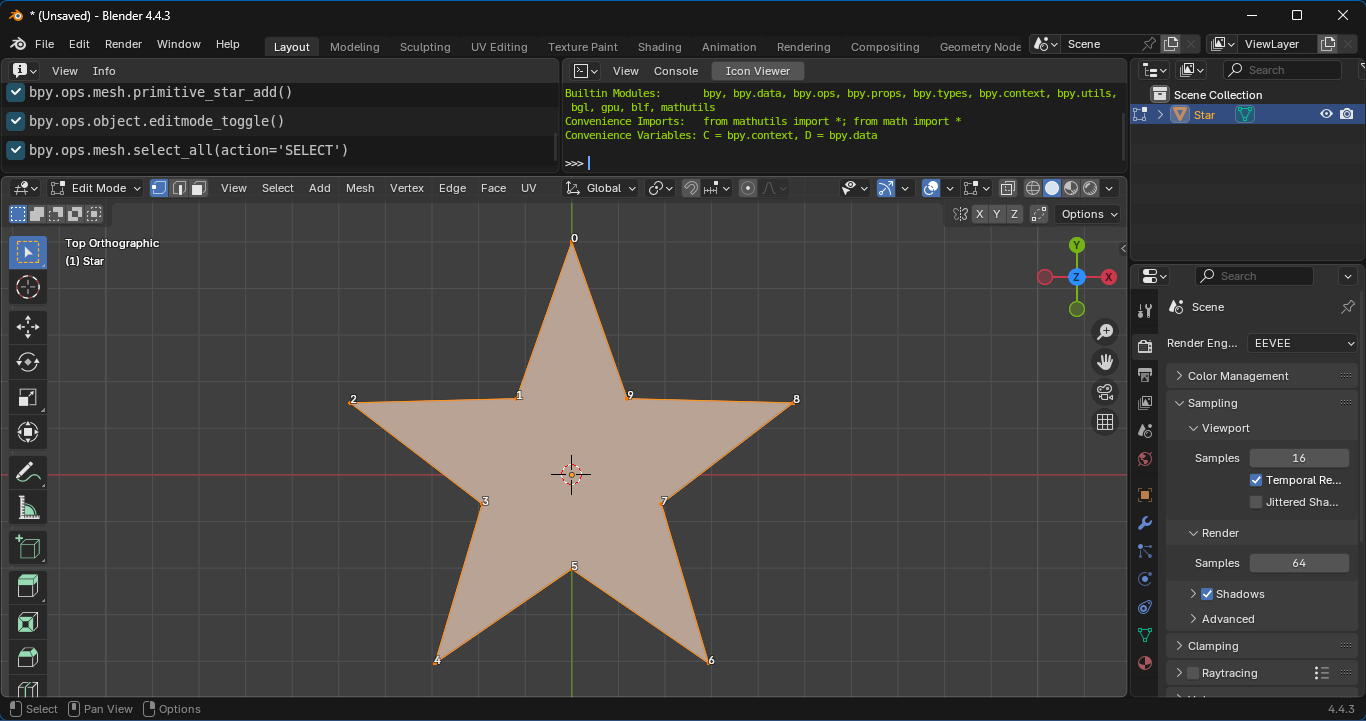 * (Unsaved) - Blender 4.4.3
File Edit Render Window Help Layout Modeling Sculpting UV Editing Texture Paint Shading Animation Rendering Compositing Geometry Node Scene ViewLayer
View Info
bpy.ops.mesh.primitive_star_add()
bpy.ops.object.editmode_toggle()
bpy.ops.mesh.select_all(action='SELECT')
View Console Icon Viewer
Builtin Modules: bpy, bpy.data, bpy.ops, bpy.props, bpy.types, bpy.context, bpy.utils,
bgl, gpu, blf, mathutils
Convenience Imports: from mathutils import *; from math import *
Convenience Variables: C = bpy.context, D = bpy.data
>>>
Search
Scene Collection
Star
Edit Mode View Select Add Mesh Vertex Edge Face UV Global
X Y Z Options
Top Orthographic
(1) Star
0
1
9
2
8
3
7
5
4
6
Y
Z X
Search
Scene
Render Eng... EEVEE
Color Management
Sampling
Viewport
Samples 16
Temporal Re...
Jittered Sha...
Render
Samples 64
Shadows
Advanced
Clamping
Raytracing
Select Pan View Options 4.4.3